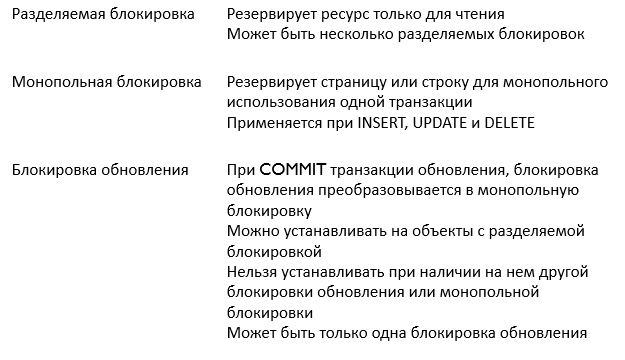 Разделяемая блокировка
Резервирует ресурс только для чтения
Может быть несколько разделяемых блокировок
Монопольная блокировка
Резервирует страницу или строку для монопольного
использования одной транзакции
Применяется при INSERT, UPDATE и DELETE
Блокировка обновления
При COMMIT транзакции обновления, блокировка
обновления преобразовывается в монопольную
блокировку
Можно устанавливать на объекты с разделяемой
блокировкой
Нельзя устанавливать при наличии на нем другой
блокировки обновления или монопольной
блокировки
Может быть только одна блокировка обновления